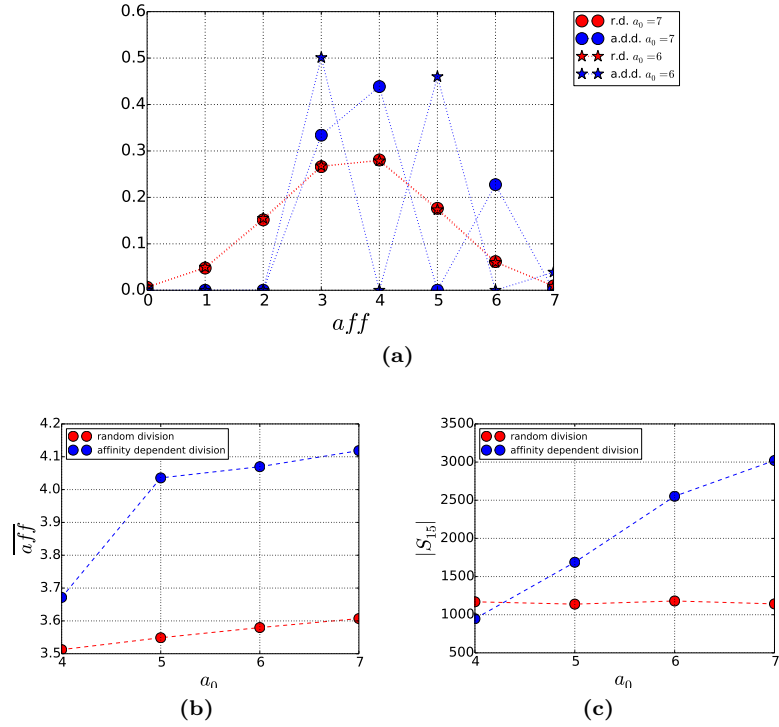 0.6
0.5
0.4
0.3
0.2
0.1
0.0
0 1 2 3 4 5 6 7
aff
r.d. a₀ = 7
a.d.d. a₀ = 7
r.d. a₀ = 6
a.d.d. a₀ = 6
(a)
4.2
4.1
4.0
3.9
3.8
3.7
3.6
3.5
4 5 6 7
a͞f͞f
a₀
random division
affinity dependent division
(b)
3500
3000
2500
2000
1500
1000
500
4 5 6 7
|S₁₅|
a₀
random division
affinity dependent division
(c)